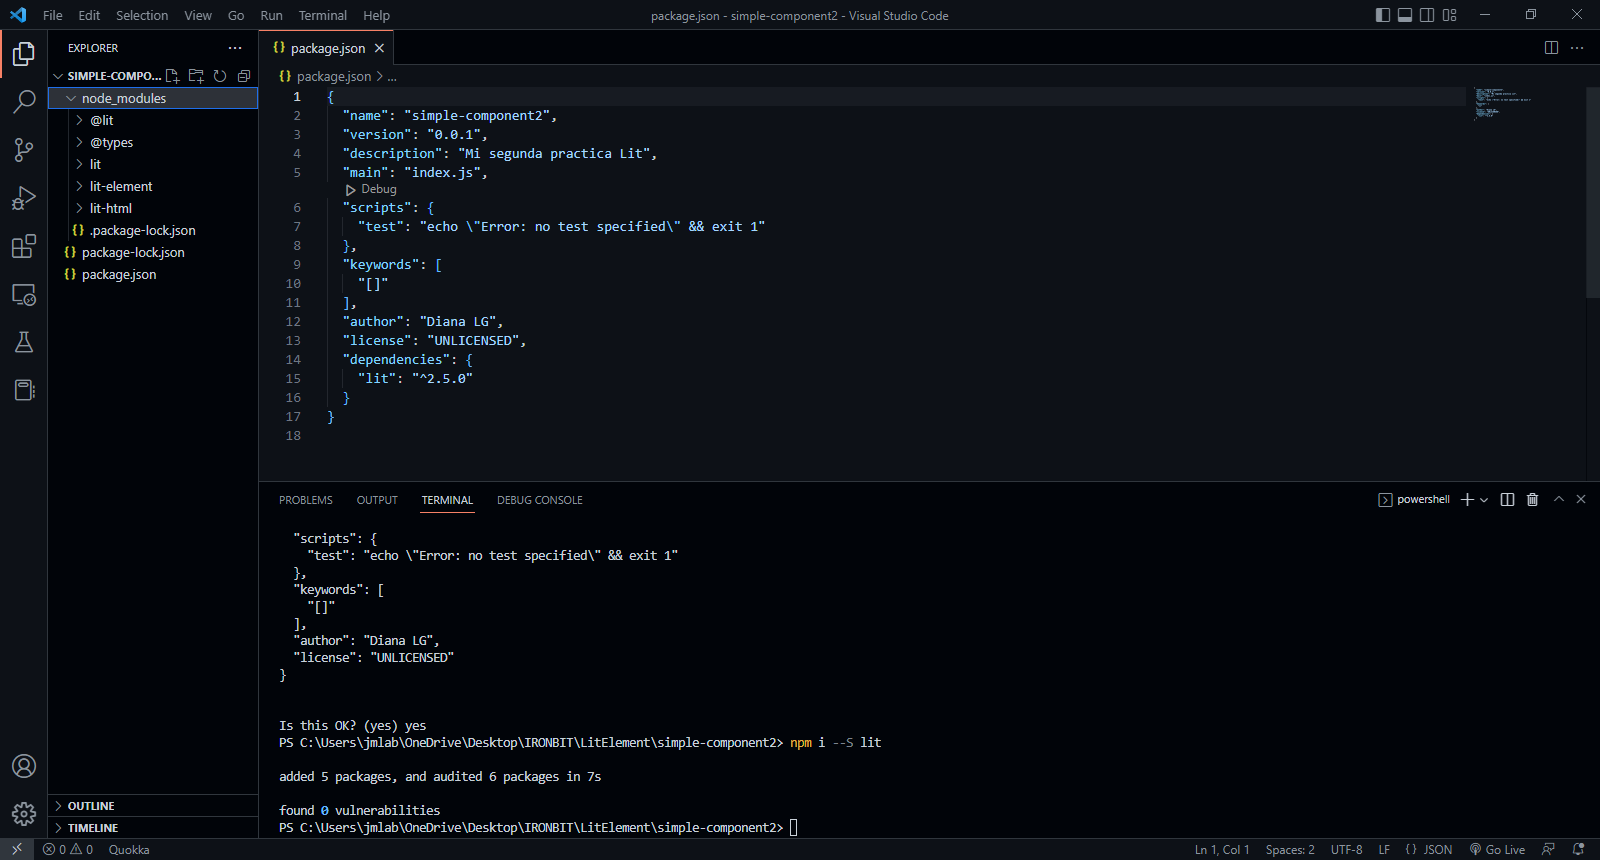 File Edit Selection View Go Run Terminal Help
package.json - simple-component2 - Visual Studio Code
EXPLORER
SIMPLE-COMPO...
node_modules
@lit
@types
lit
lit-element
lit-html
{} .package-lock.json
{} package-lock.json
{} package.json
OUTLINE
TIMELINE
{} package.json
{} package.json > ...
1 {
2 "name": "simple-component2",
3 "version": "0.0.1",
4 "description": "Mi segunda practica Lit",
5 "main": "index.js",
Debug
6 "scripts": {
7 "test": "echo \"Error: no test specified\" && exit 1"
8 },
9 "keywords": [
10 "[]"
11 ],
12 "author": "Diana LG",
13 "license": "UNLICENSED",
14 "dependencies": {
15 "lit": "^2.5.0"
16 }
17 }
18
PROBLEMS OUTPUT TERMINAL DEBUG CONSOLE
powershell
"scripts": {
"test": "echo \"Error: no test specified\" && exit 1"
},
"keywords": [
"[]"
],
"author": "Diana LG",
"license": "UNLICENSED"
}
Is this OK? (yes) yes
PS C:\Users\jmlab\OneDrive\Desktop\IRONBIT\LitElement\simple-component2> npm i --S lit
added 5 packages, and audited 6 packages in 7s
found 0 vulnerabilities
PS C:\Users\jmlab\OneDrive\Desktop\IRONBIT\LitElement\simple-component2>
0 0 Quokka
Ln 1, Col 1 Spaces: 2 UTF-8 LF {} JSON Go Live